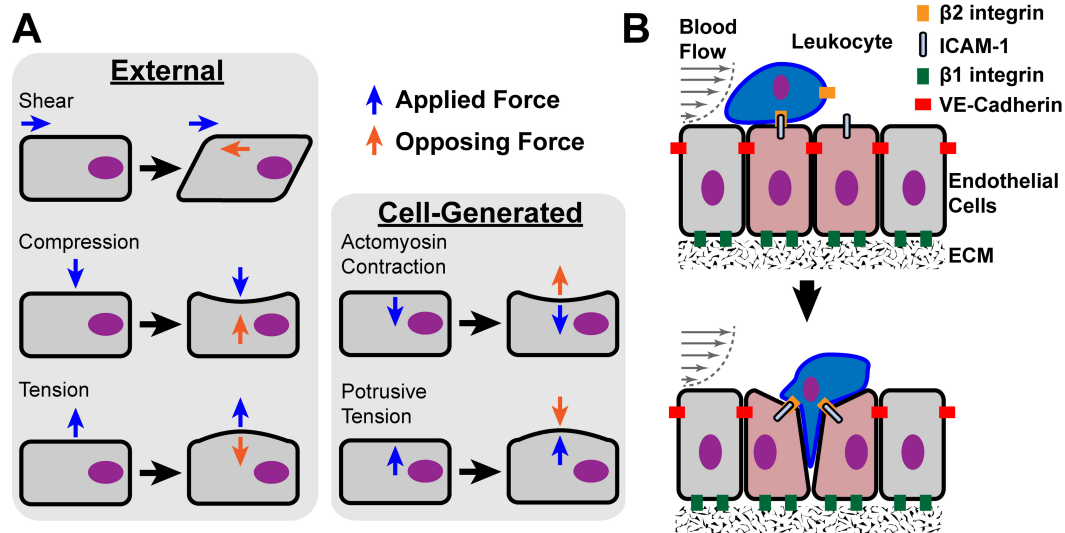 A
External
Shear
Compression
Tension
Applied Force
Opposing Force
Cell-Generated
Actomyosin
Contraction
Potrusive
Tension
B
Blood
Flow
Leukocyte
β2 integrin
ICAM-1
β1 integrin
VE-Cadherin
Endothelial
Cells
ECM